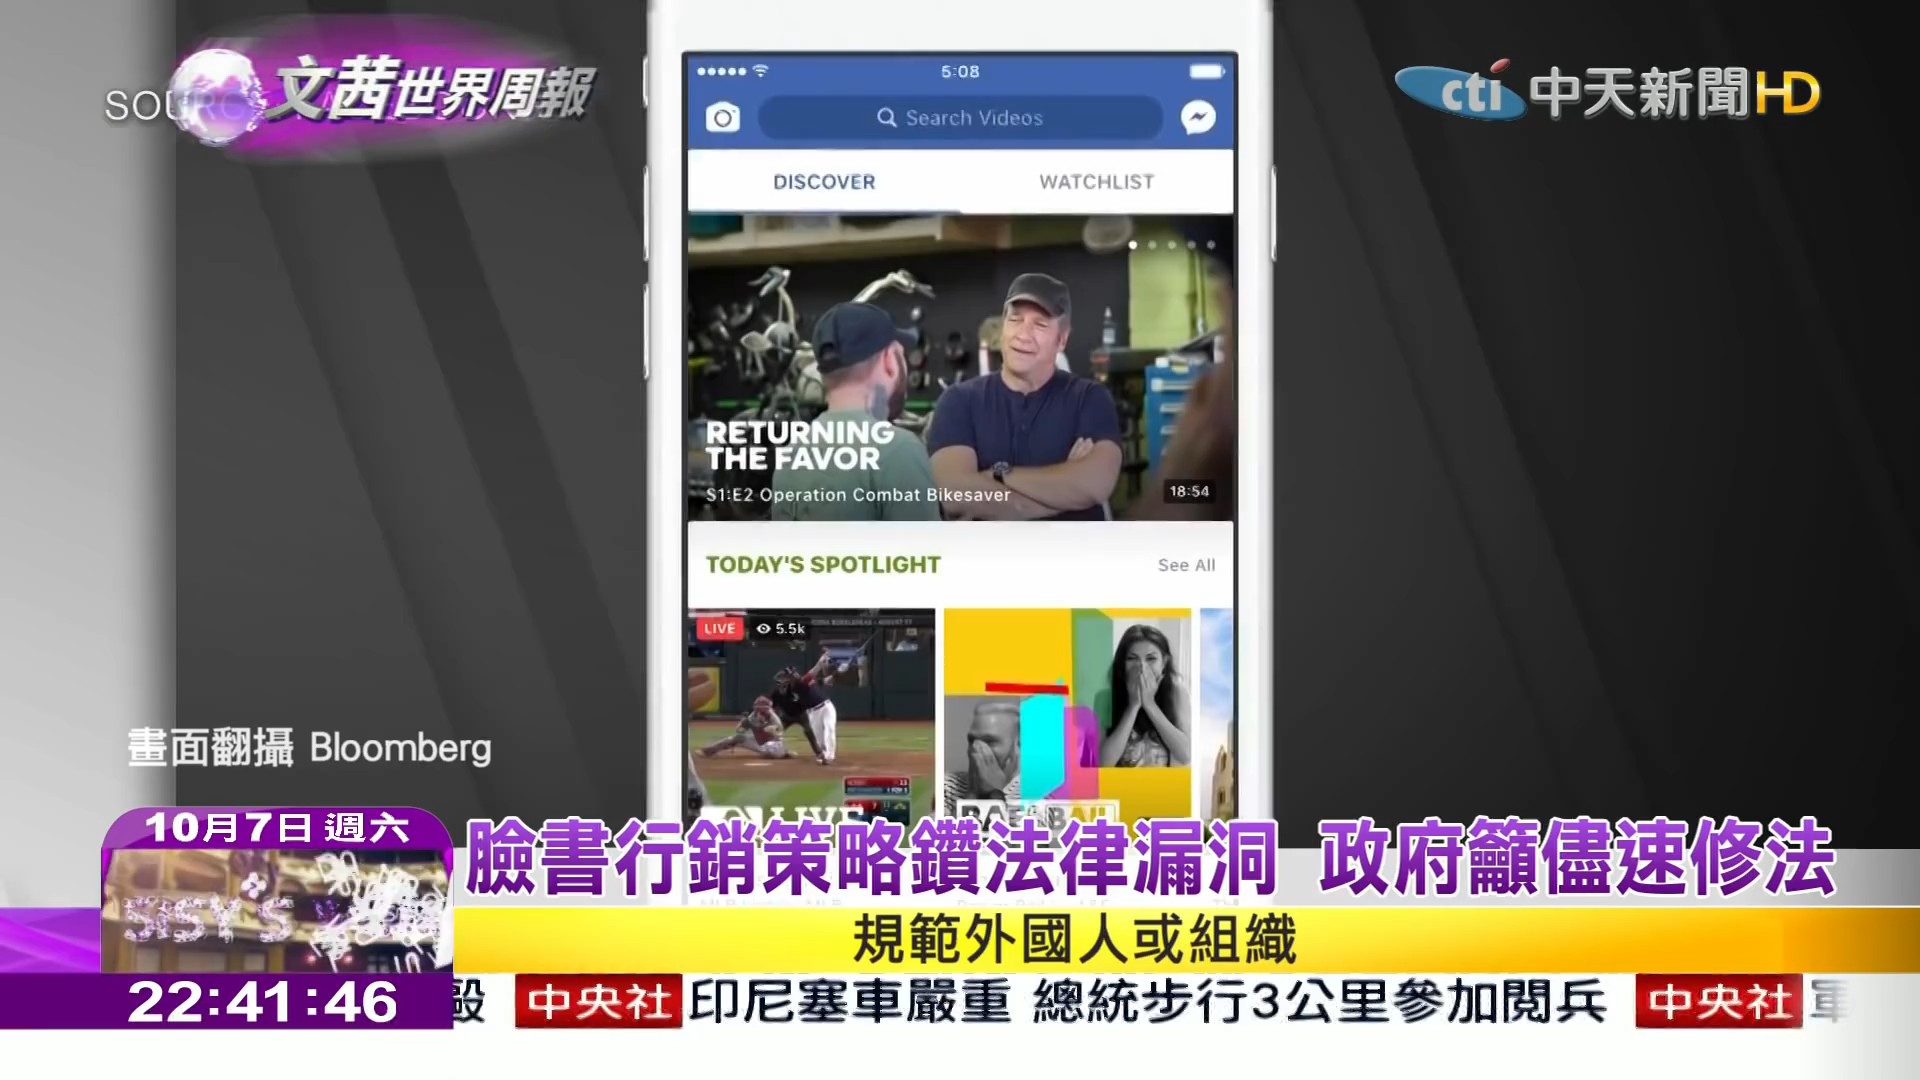 文茜世界周報
cti 中天新聞HD
5:08
Search Videos
DISCOVER
WATCHLIST
RETURNING
THE FAVOR
S1:E2 Operation Combat Bikesaver
18:54
TODAY'S SPOTLIGHT
See All
LIVE 5.5k
畫面翻攝 Bloomberg
10月7日 週六
臉書行銷策略鑽法律漏洞 政府籲儘速修法
規範外國人或組織
22:41:46
中央社 印尼塞車嚴重 總統步行3公里參加閱兵 中央社